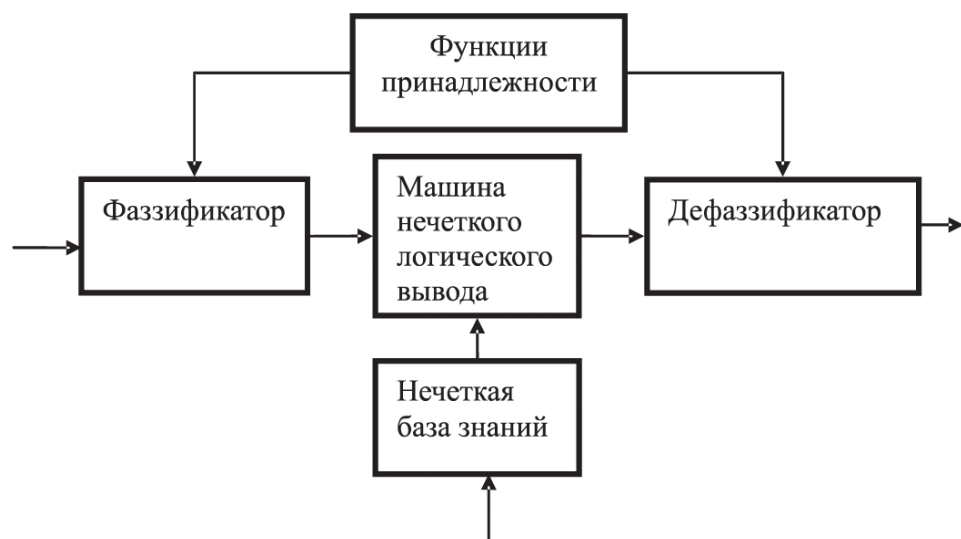 Функции
принадлежности
Фаззификатор
Машина
нечеткого
логического
вывода
Дефаззификатор
Нечеткая
база знаний